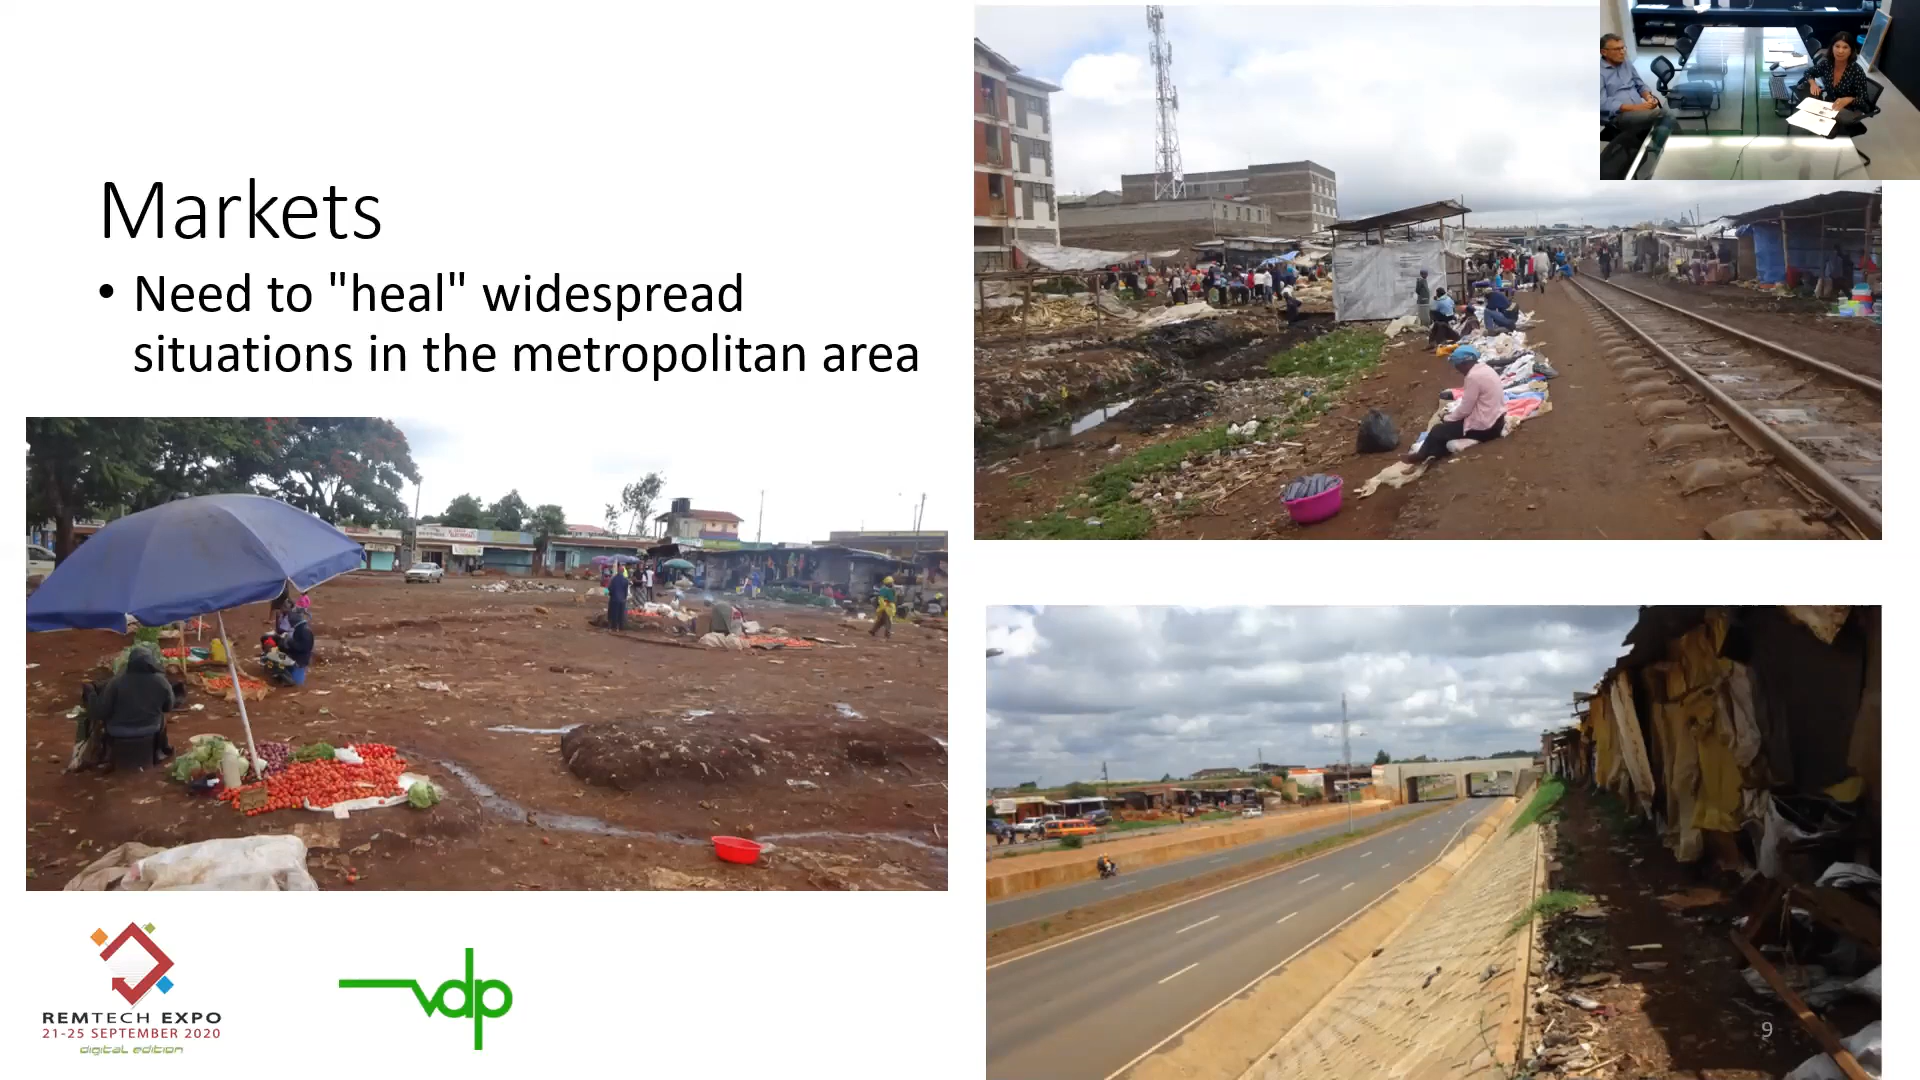 Markets
• Need to "heal" widespread
situations in the metropolitan area
REMTECH EXPO
21-25 SEPTEMBER 2020
digital edition
vdp
9